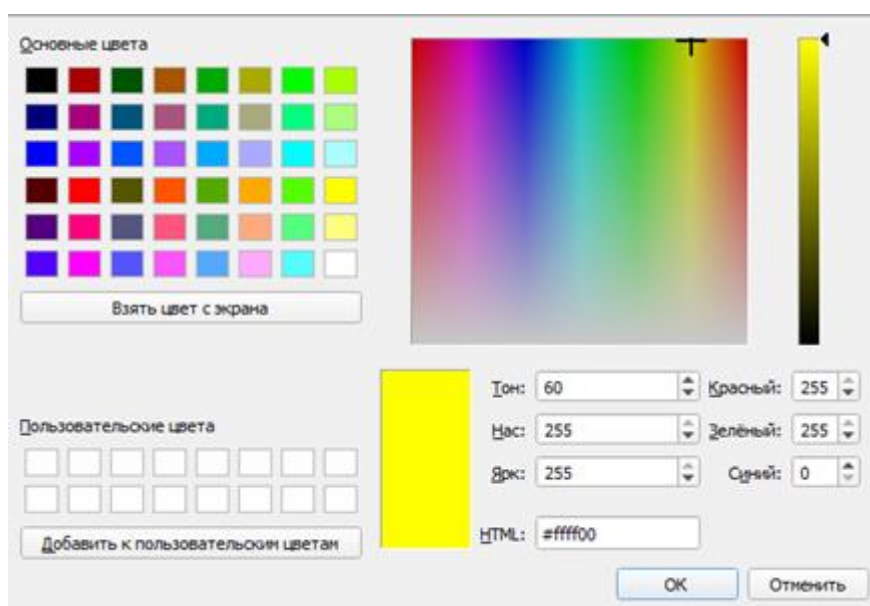 Основные цвета
Взять цвет с экрана
Пользовательские цвета
Добавить к пользовательским цветам
Тон: 60
Красный: 255
Нас: 255
Зелёный: 255
Ярк: 255
Синий: 0
HTML: #ffff00
OK
Отменить